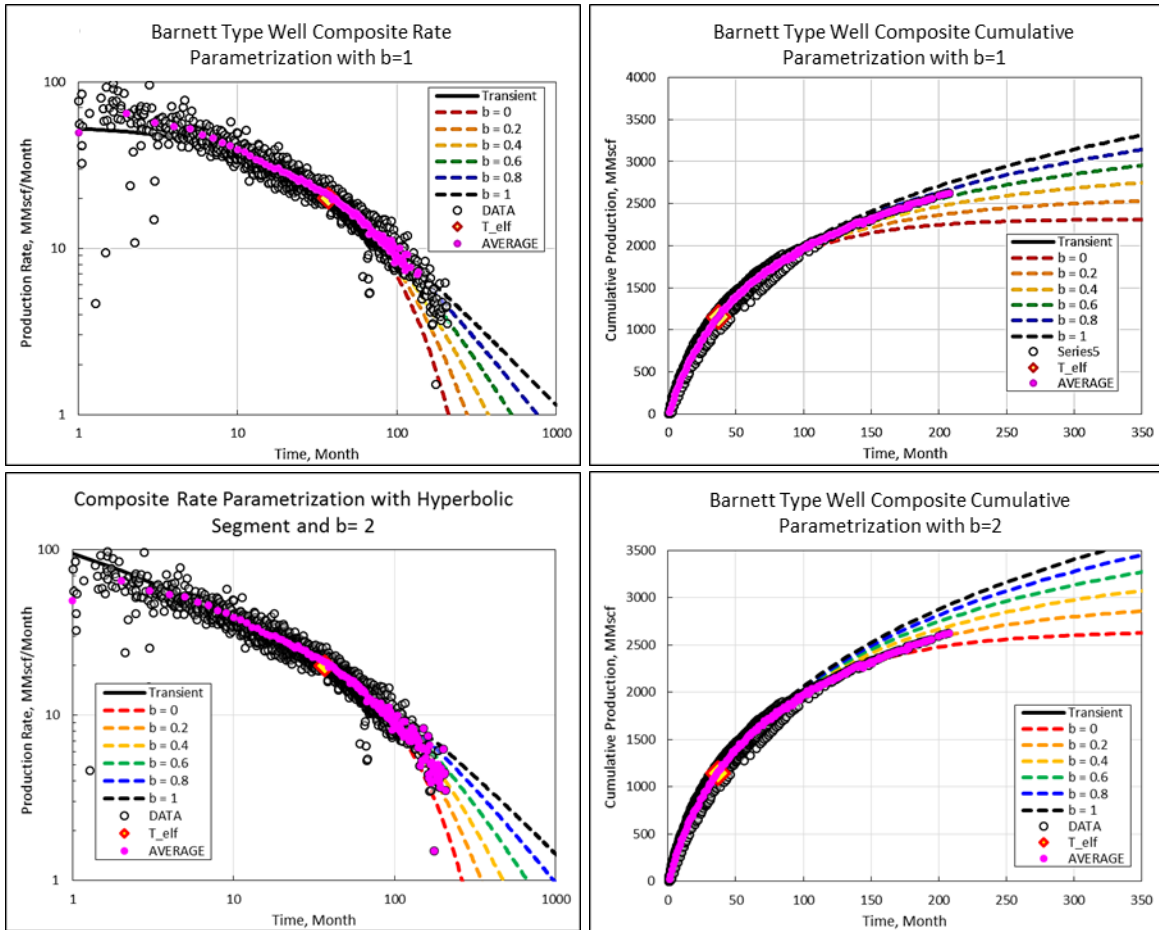 Barnett Type Well Composite Rate
Parametrization with b=1
Production Rate, MMscf/Month
100
10
1
1
10
100
1000
Time, Month
Transient
b = 0
b = 0.2
b = 0.4
b = 0.6
b = 0.8
b = 1
DATA
T_elf
AVERAGE
Barnett Type Well Composite Cumulative
Parametrization with b=1
Cumulative Production, MMscf
4000
3500
3000
2500
2000
1500
1000
500
0
0
50
100
150
200
250
300
350
Time, Month
Transient
b = 0
b = 0.2
b = 0.4
b = 0.6
b = 0.8
b = 1
Series5
T_elf
AVERAGE
Composite Rate Parametrization with Hyperbolic
Segment and b= 2
Production Rate, MMscf/Month
100
10
1
1
10
100
1000
Time, Month
Transient
b = 0
b = 0.2
b = 0.4
b = 0.6
b = 0.8
b = 1
DATA
T_elf
AVERAGE
Barnett Type Well Composite Cumulative
Parametrization with b=2
Cumulative Production, MMscf
3500
3000
2500
2000
1500
1000
500
0
0
50
100
150
200
250
300
350
Time, Month
Transient
b = 0
b = 0.2
b = 0.4
b = 0.6
b = 0.8
b = 1
DATA
T_elf
AVERAGE